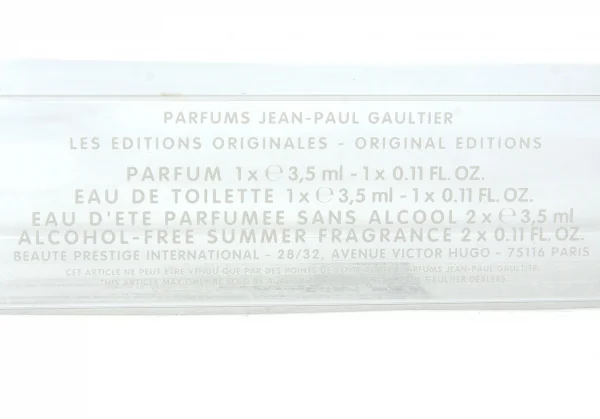 PARFUMS JEAN-PAUL GAULTIER
LES EDITIONS ORIGINALES - ORIGINAL EDITIONS
PARFUM 1 x ℮ 3,5 ml - 1 x 0.11 FL. OZ.
EAU DE TOILETTE 1 x ℮ 3,5 ml - 1 x 0.11 FL. OZ.
EAU D'ETE PARFUMEE SANS ALCOOL 2 x ℮ 3,5 ml
ALCOHOL-FREE SUMMER FRAGRANCE 2 x 0.11 FL. OZ.
BEAUTE PRESTIGE INTERNATIONAL - 28/32, AVENUE VICTOR HUGO - 75116 PARIS
CET ARTICLE NE PEUT ETRE VENDU QUE PAR DES POINTS DE VENTE PARFUMS JEAN-PAUL GAULTIER
THIS ARTICLE MAY ONLY BE SOLD BY GAULTIER DEALERS